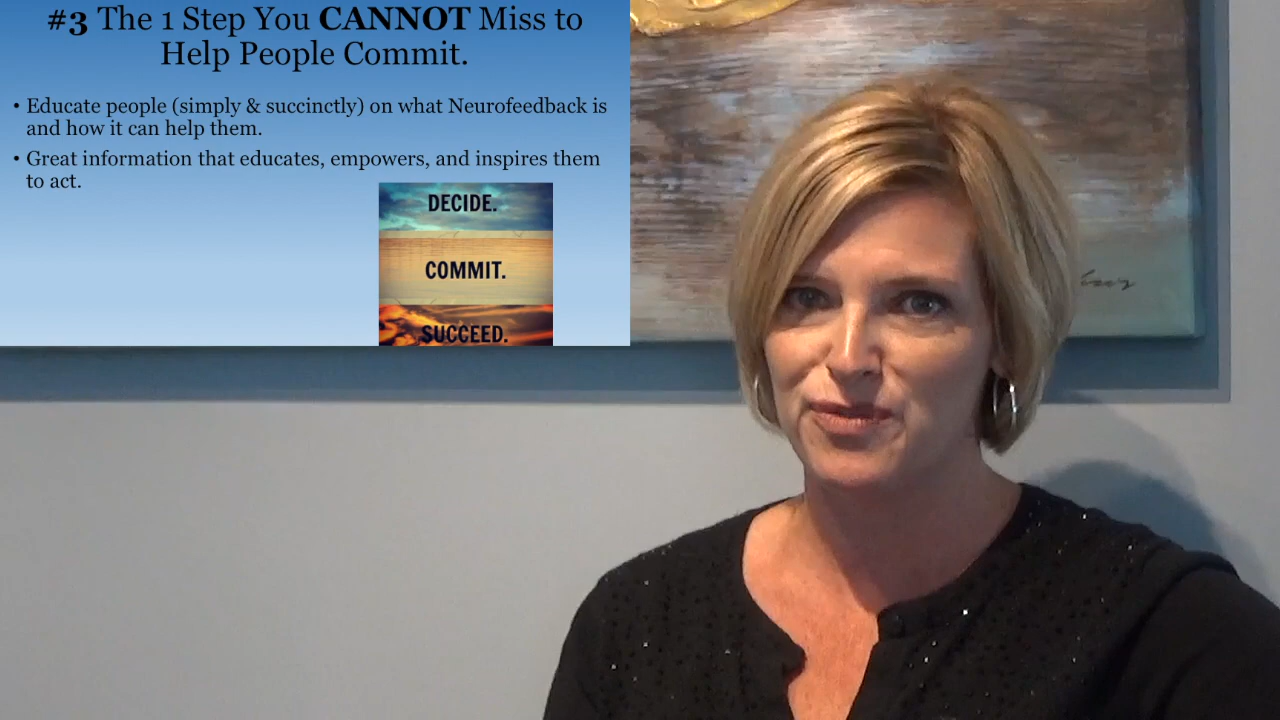 #3 The 1 Step You CANNOT Miss to
Help People Commit.
• Educate people (simply & succinctly) on what Neurofeedback is
and how it can help them.
• Great information that educates, empowers, and inspires them
to act.
DECIDE.
COMMIT.
SUCCEED.